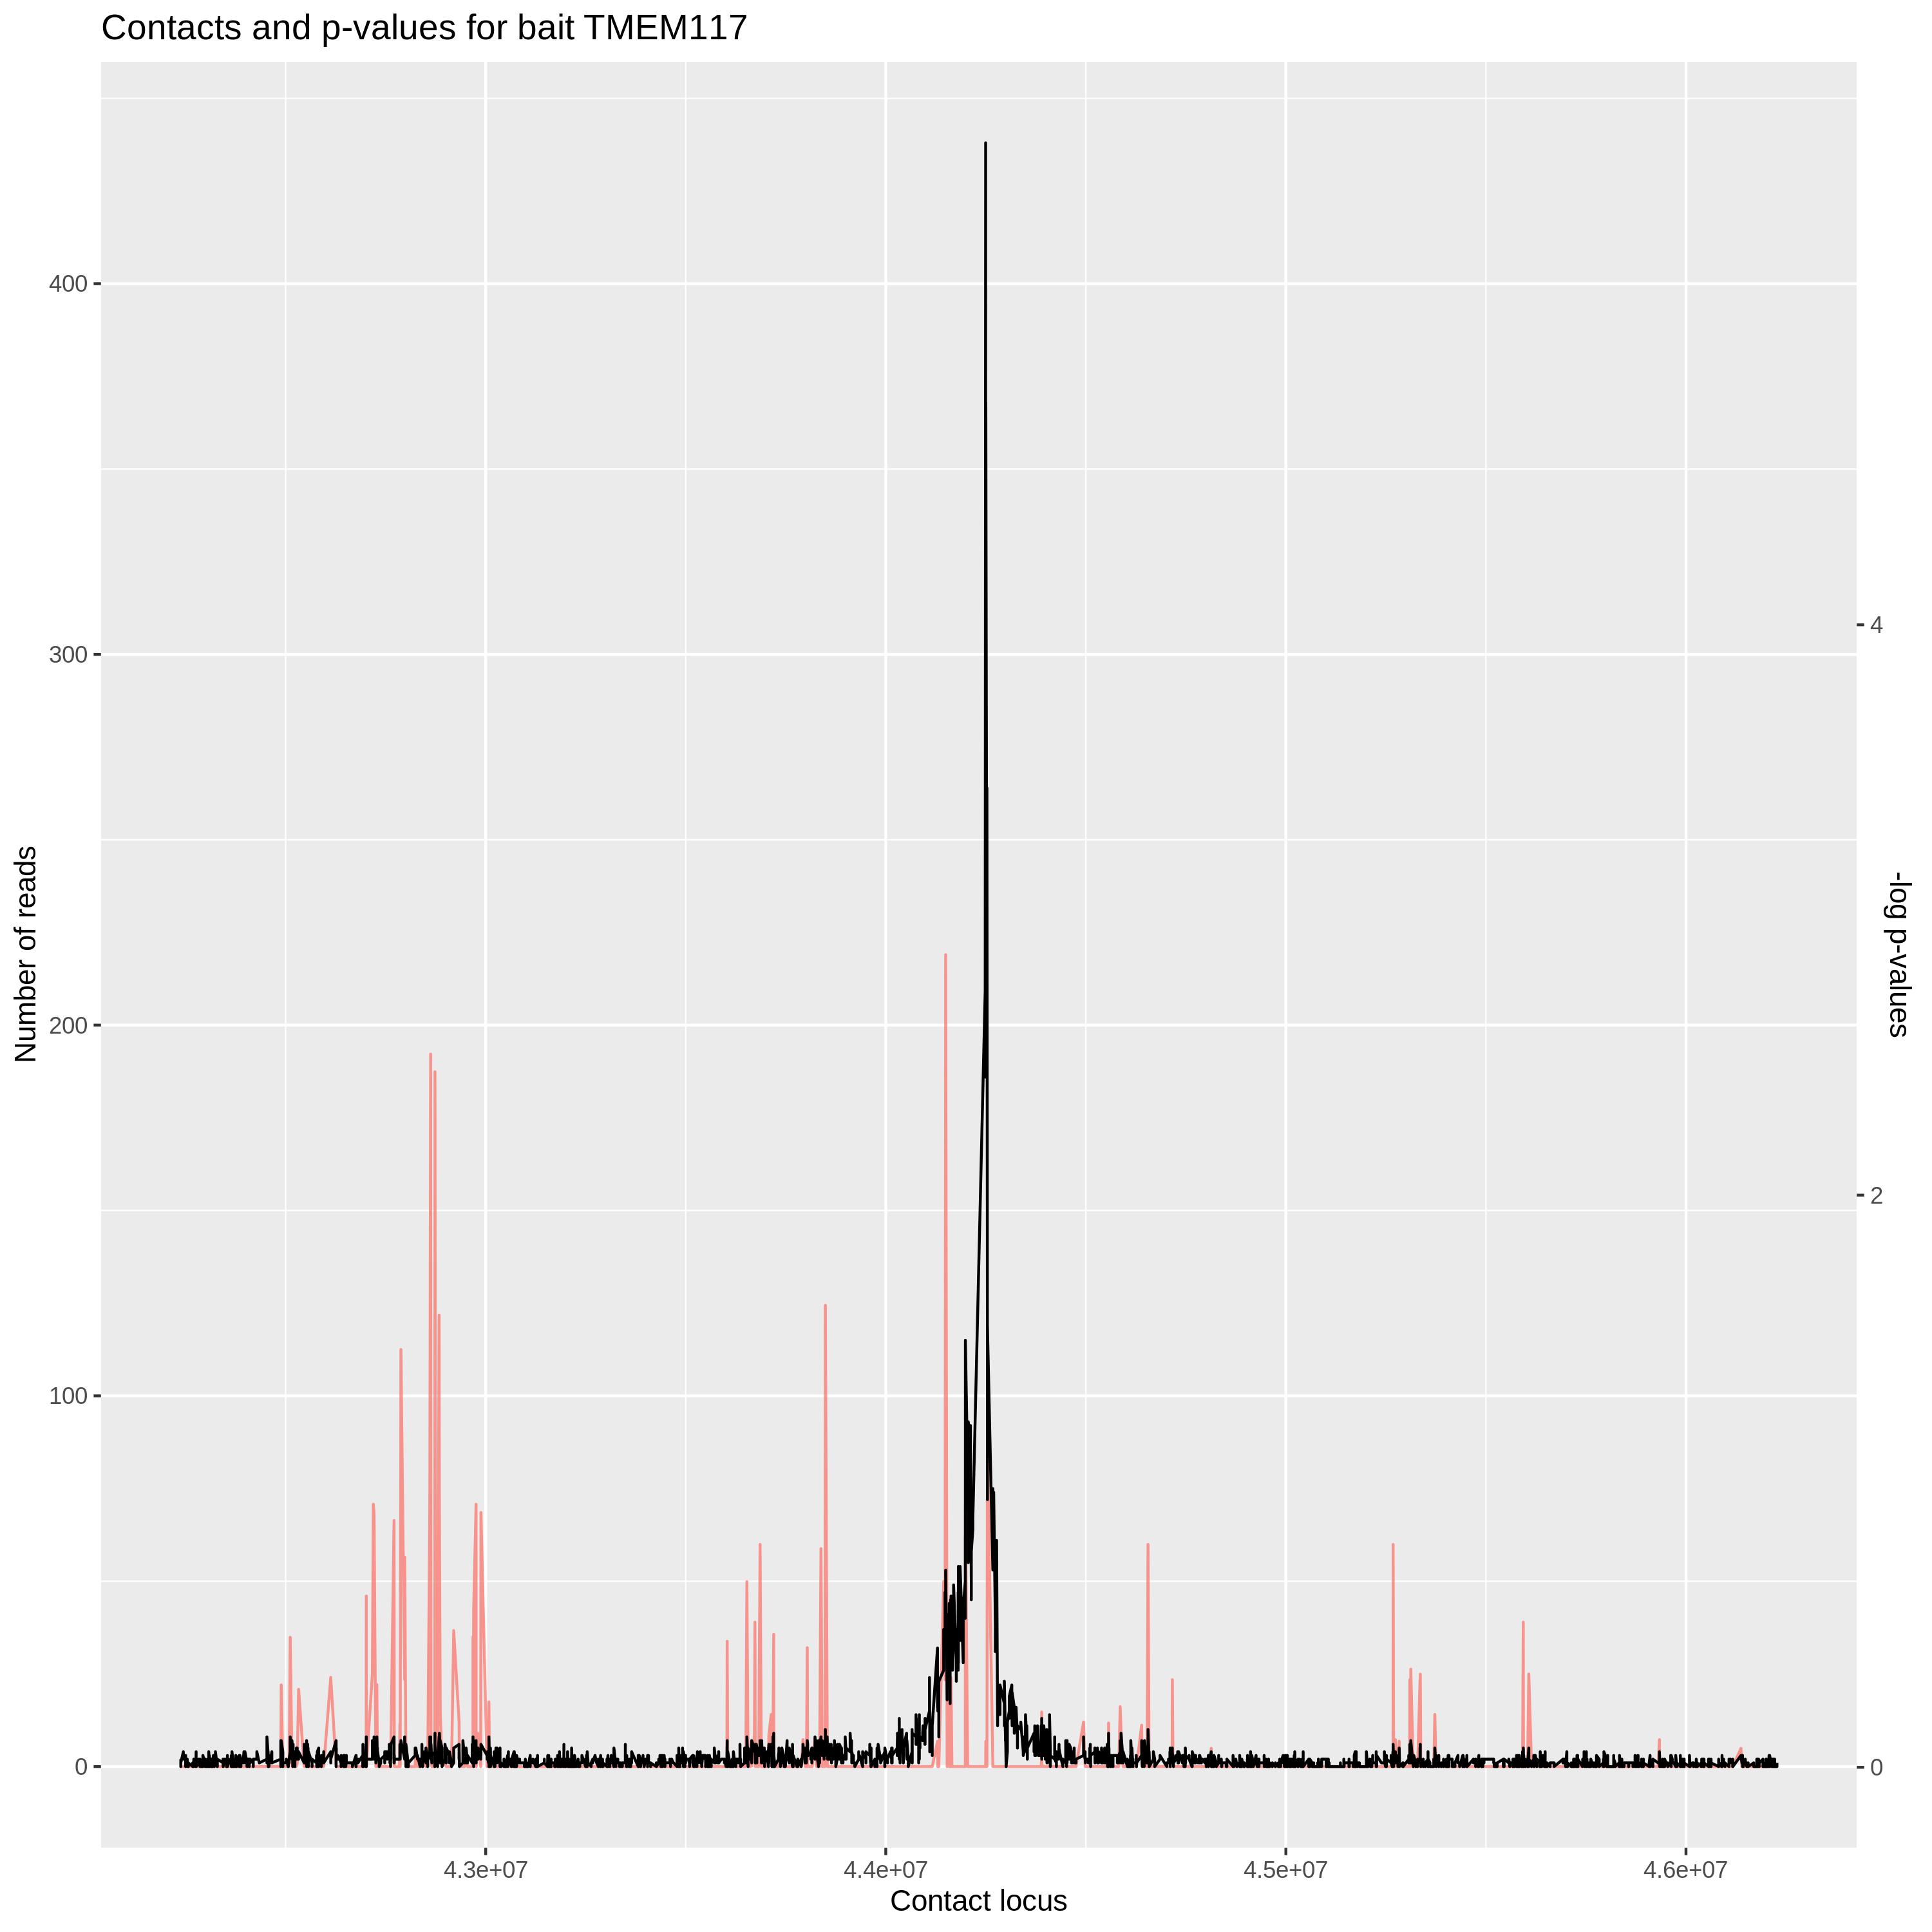 Contacts and p-values for bait TMEM117
400
300
200
100
0
Number of reads
4
2
0
-log p-values
4.3e+07
4.4e+07
4.5e+07
4.6e+07
Contact locus